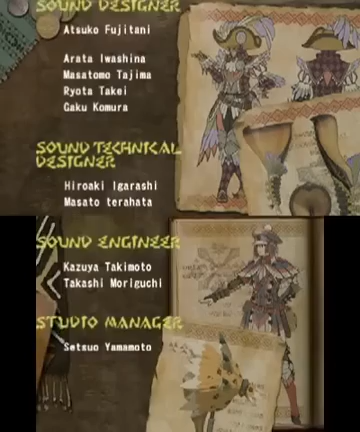 SOUND DESIGNER
Atsuko Fujitani
Arata Iwashina
Masatomo Tajima
Ryota Takei
Gaku Komura
SOUND TECHNICAL
DESIGNER
Hiroaki Igarashi
Masato terahata
SOUND ENGINEER
Kazuya Takimoto
Takashi Moriguchi
STUDIO MANAGER
Setsuo Yamamoto